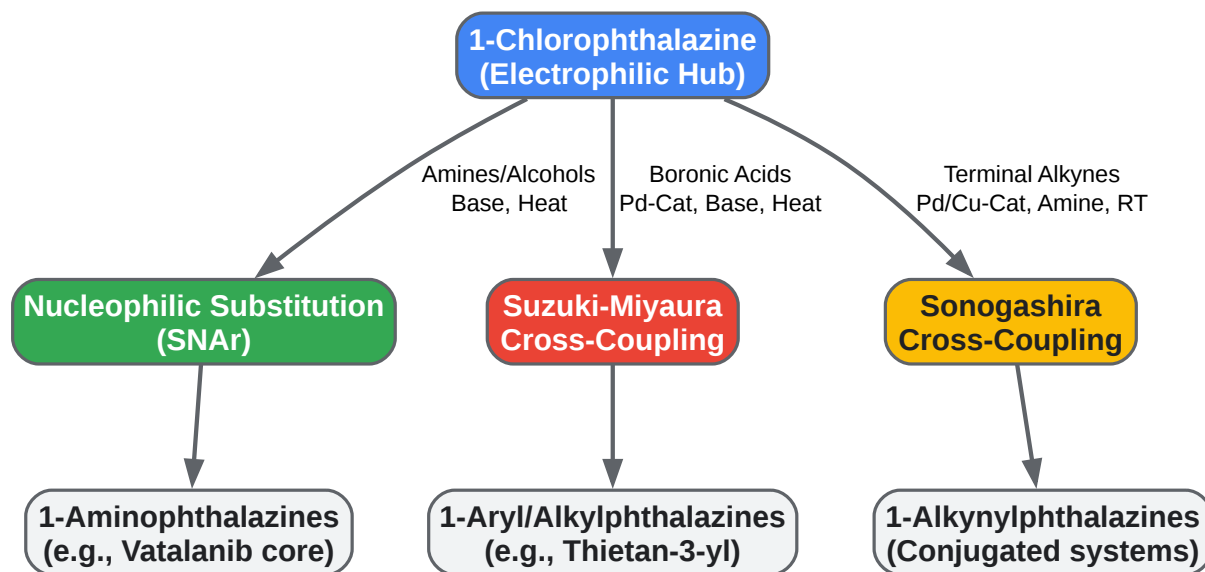 1-Chlorophthalazine
(Electrophilic Hub)
Amines/Alcohols
Base, Heat
Boronic Acids
Pd-Cat, Base, Heat
Terminal Alkynes
Pd/Cu-Cat, Amine, RT
Nucleophilic Substitution
(SNAr)
Suzuki-Miyaura
Cross-Coupling
Sonogashira
Cross-Coupling
1-Aminophthalazines
(e.g., Vatalanib core)
1-Aryl/Alkylphthalazines
(e.g., Thietan-3-yl)
1-Alkynylphthalazines
(Conjugated systems)